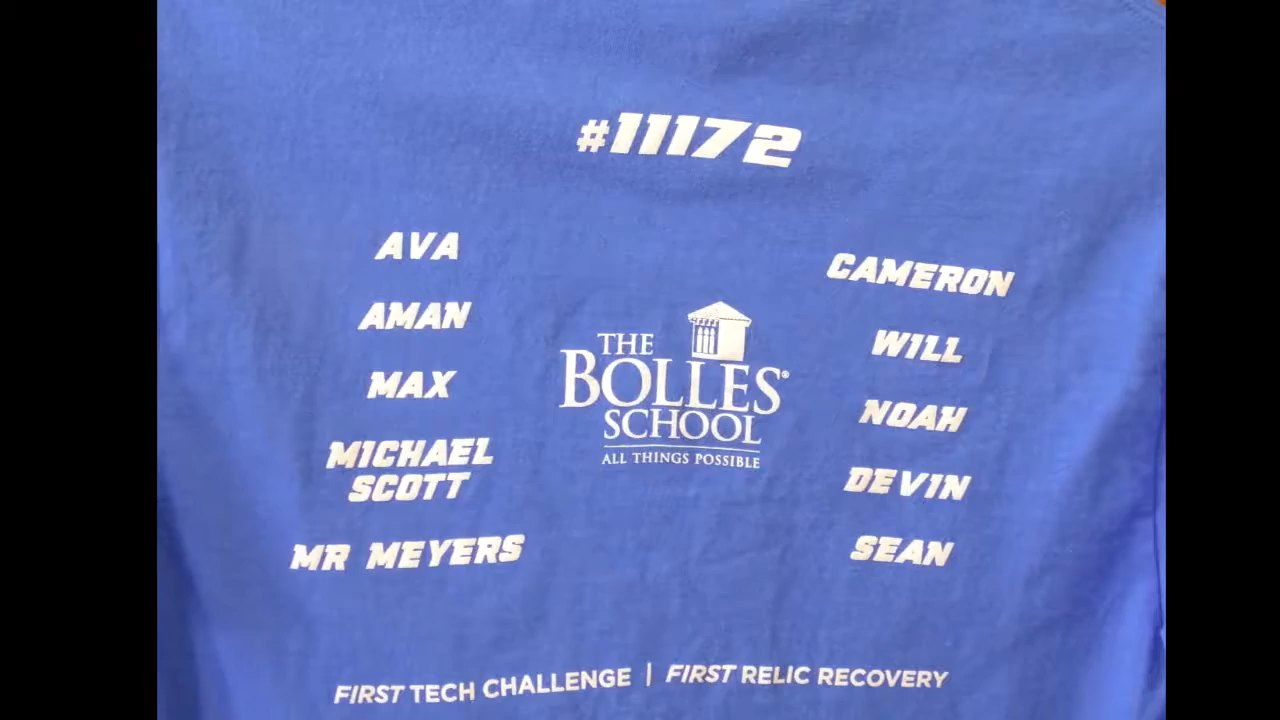 #11172
AVA
AMAN
MAX
MICHAEL
SCOTT
MR MEYERS
THE
BOLLES®
SCHOOL
ALL THINGS POSSIBLE
CAMERON
WILL
NOAH
DEVIN
SEAN
FIRST TECH CHALLENGE | FIRST RELIC RECOVERY